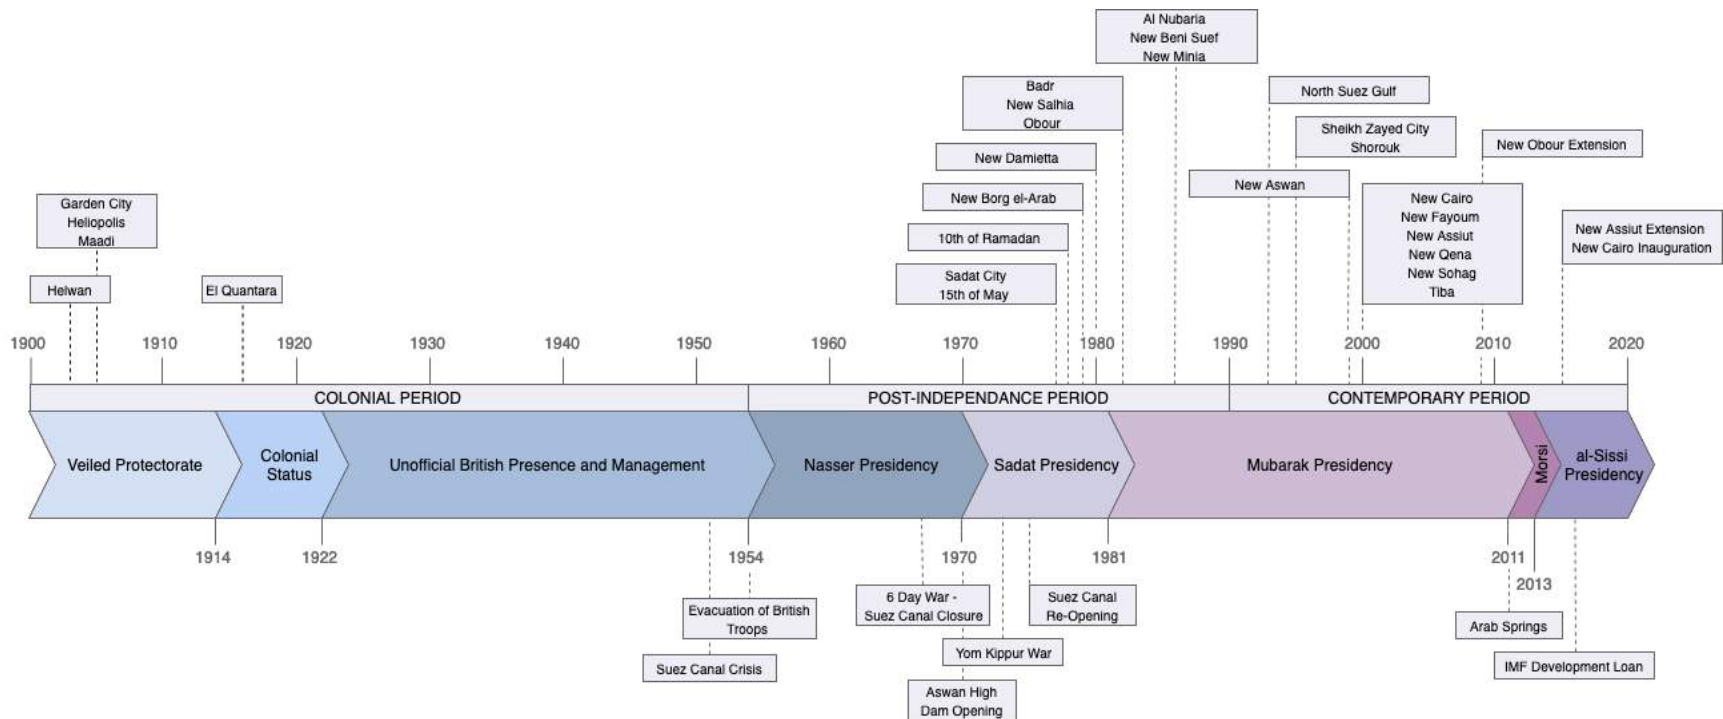 Al Nubaria
New Beni Suef
New Minia
Badr
New Salhia
Obour
North Suez Gulf
Sheikh Zayed City
Shorouk
New Obour Extension
New Damietta
New Aswan
New Borg el-Arab
Garden City
Heliopolis
Maadi
New Cairo
New Fayoum
New Assiut
New Qena
New Sohag
Tiba
New Assiut Extension
New Cairo Inauguration
10th of Ramadan
Sadat City
15th of May
Helwan
El Quantara
1900 1910 1920 1930 1940 1950 1960 1970 1980 1990 2000 2010 2020
COLONIAL PERIOD POST-INDEPENDANCE PERIOD CONTEMPORARY PERIOD
Veiled Protectorate
Colonial
Status
Unofficial British Presence and Management
Nasser Presidency
Sadat Presidency
Mubarak Presidency
Morsi
al-Sissi
Presidency
1914 1922 1954 1970 1981 2011
2013
Evacuation of British
Troops
6 Day War -
Suez Canal Closure
Suez Canal
Re-Opening
Arab Springs
Suez Canal Crisis
Yom Kippur War
IMF Development Loan
Aswan High
Dam Opening